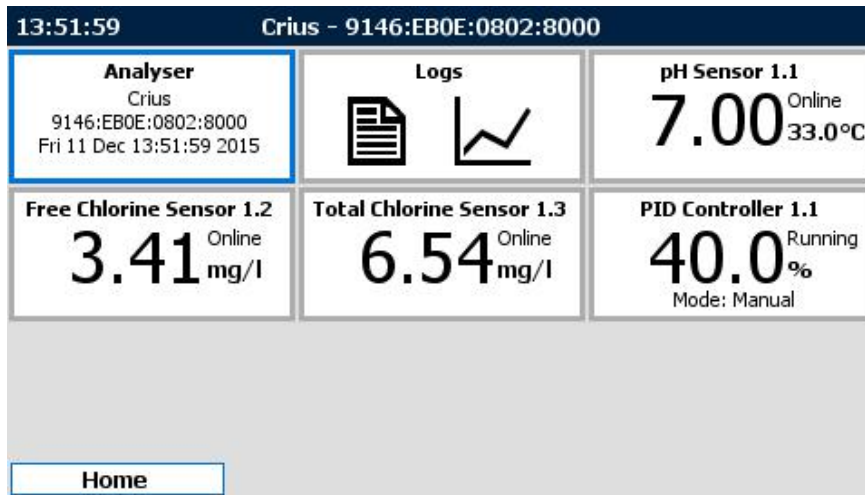 13:51:59 Crius - 9146:EB0E:0802:8000
Analyser
Crius
9146:EB0E:0802:8000
Fri 11 Dec 13:51:59 2015
Logs
pH Sensor 1.1
7.00 Online
33.0°C
Free Chlorine Sensor 1.2
3.41 Online
mg/l
Total Chlorine Sensor 1.3
6.54 Online
mg/l
PID Controller 1.1
40.0 Running
%
Mode: Manual
Home